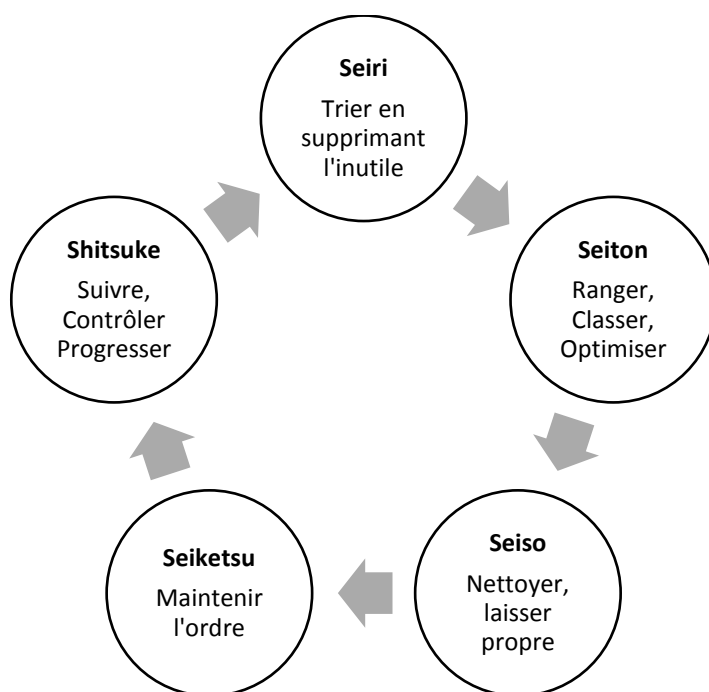 Seiri
Trier en
supprimant
l'inutile
Seiton
Ranger,
Classer,
Optimiser
Seiso
Nettoyer,
laisser
propre
Seiketsu
Maintenir
l'ordre
Shitsuke
Suivre,
Contrôler
Progresser